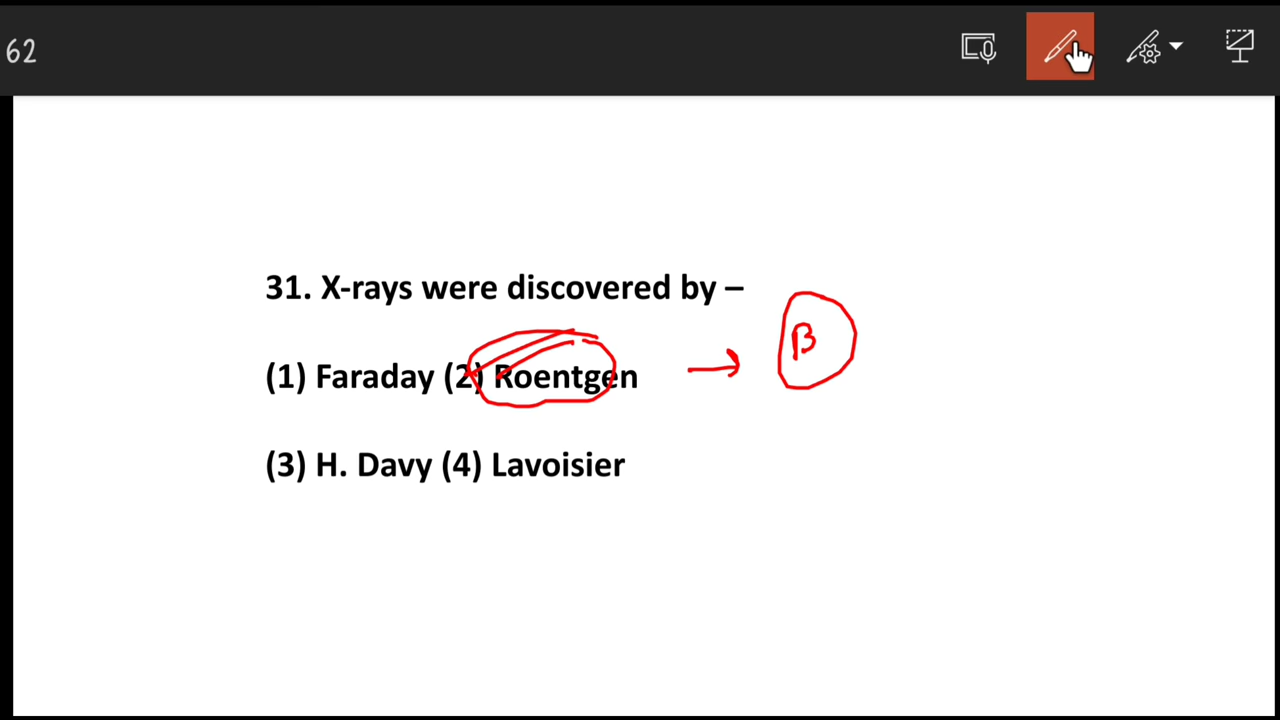 62
31. X-rays were discovered by –
(1) Faraday (2) Roentgen → B
(3) H. Davy (4) Lavoisier